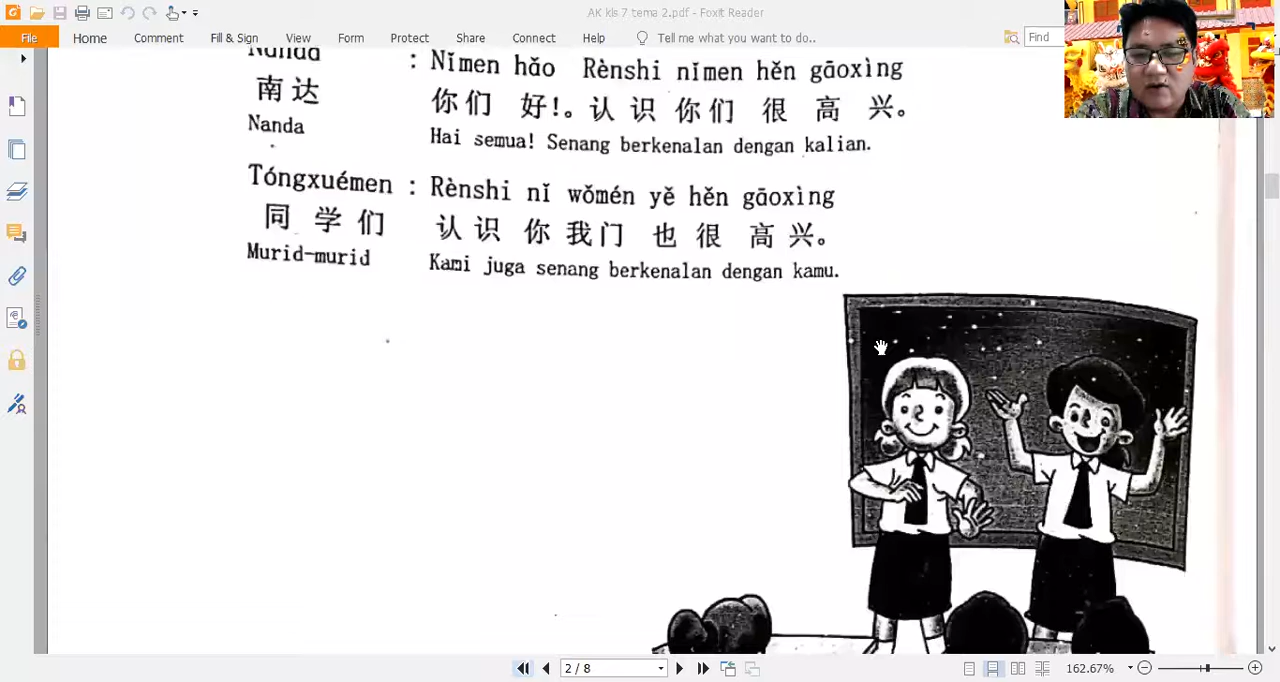 AK kls 7 tema 2.pdf - Foxit Reader
File Home Comment Fill & Sign View Form Protect Share Connect Help Tell me what you want to do.. Find
Nanda : Nǐmen hǎo Rènshi nǐmen hěn gāoxìng
南达 你们 好!。认 识 你们 很 高 兴。
Nanda Hai semua! Senang berkenalan dengan kalian.
Tóngxuémen : Rènshi nǐ wǒmén yě hěn gāoxìng
同 学 们 认 识 你 我门 也 很 高 兴。
Murid-murid Kami juga senang berkenalan dengan kamu.
2 / 8
162.67%